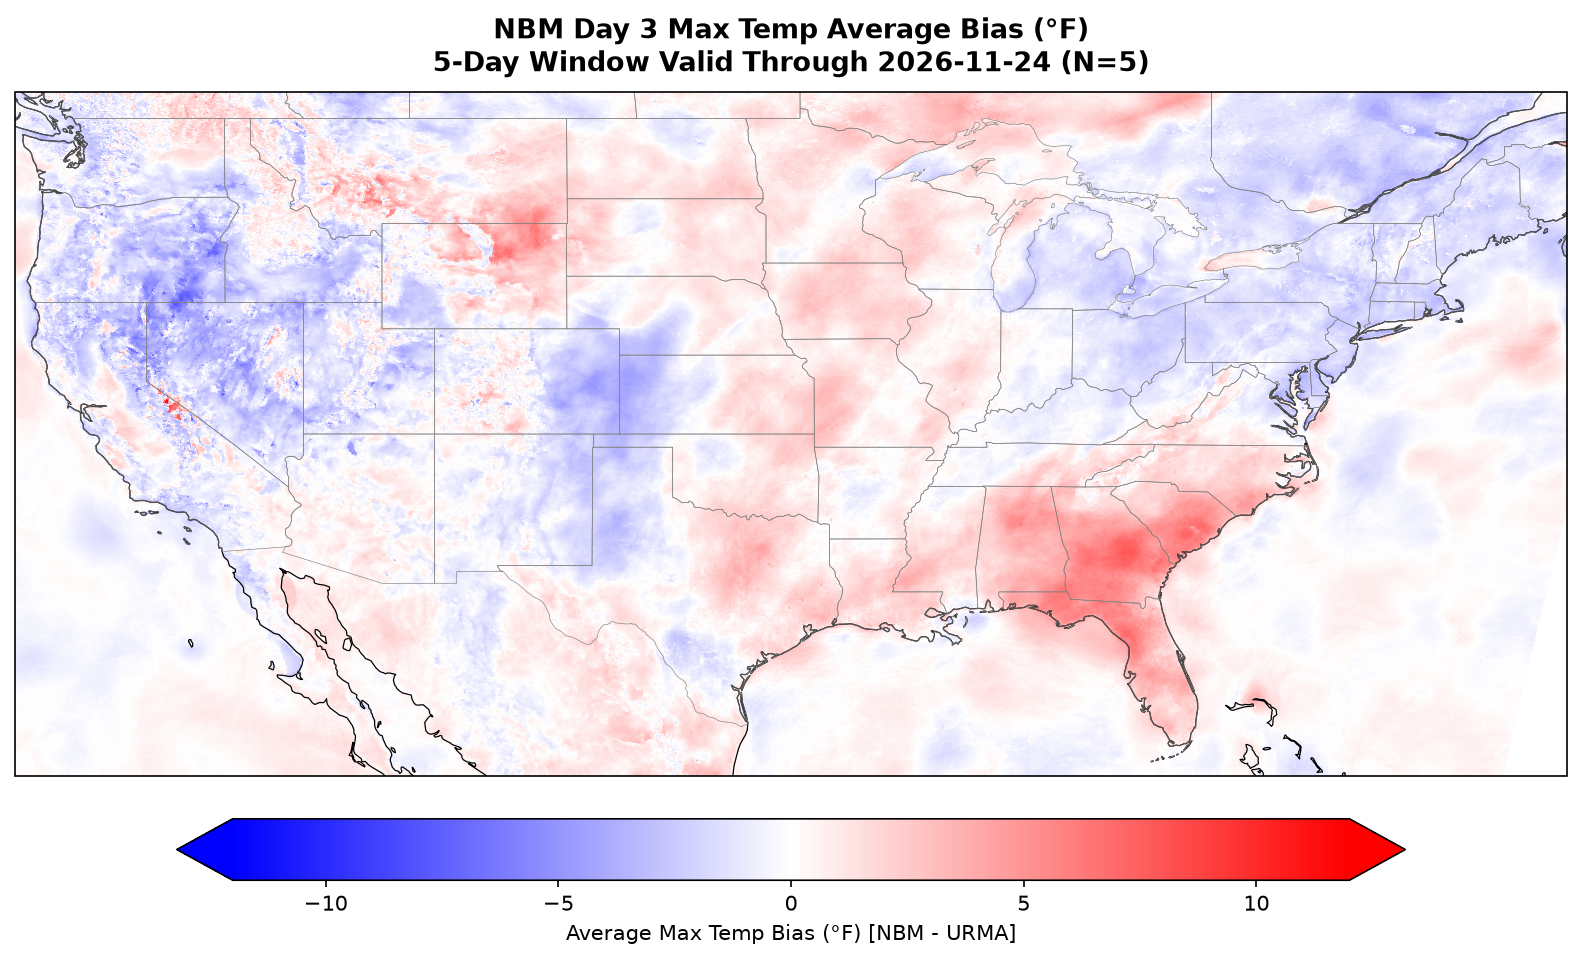 NBM Day 3 Max Temp Average Bias (°F)
5-Day Window Valid Through 2026-11-24 (N=5)
−10 −5 0 5 10
Average Max Temp Bias (°F) [NBM - URMA]